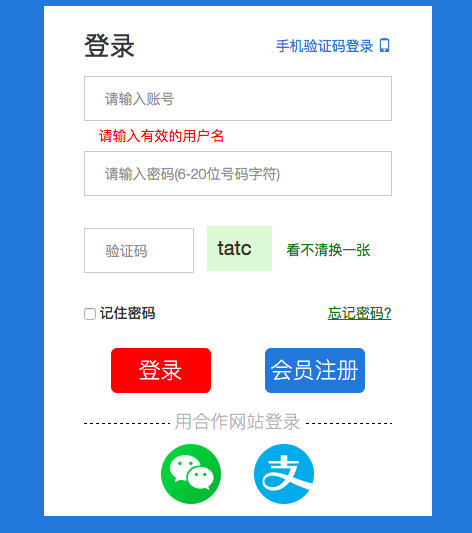 登录
手机验证码登录
请输入账号
请输入有效的用户名
请输入密码(6-20位号码字符)
验证码
tatc
看不清换一张
记住密码
忘记密码?
登录
会员注册
用合作网站登录
支